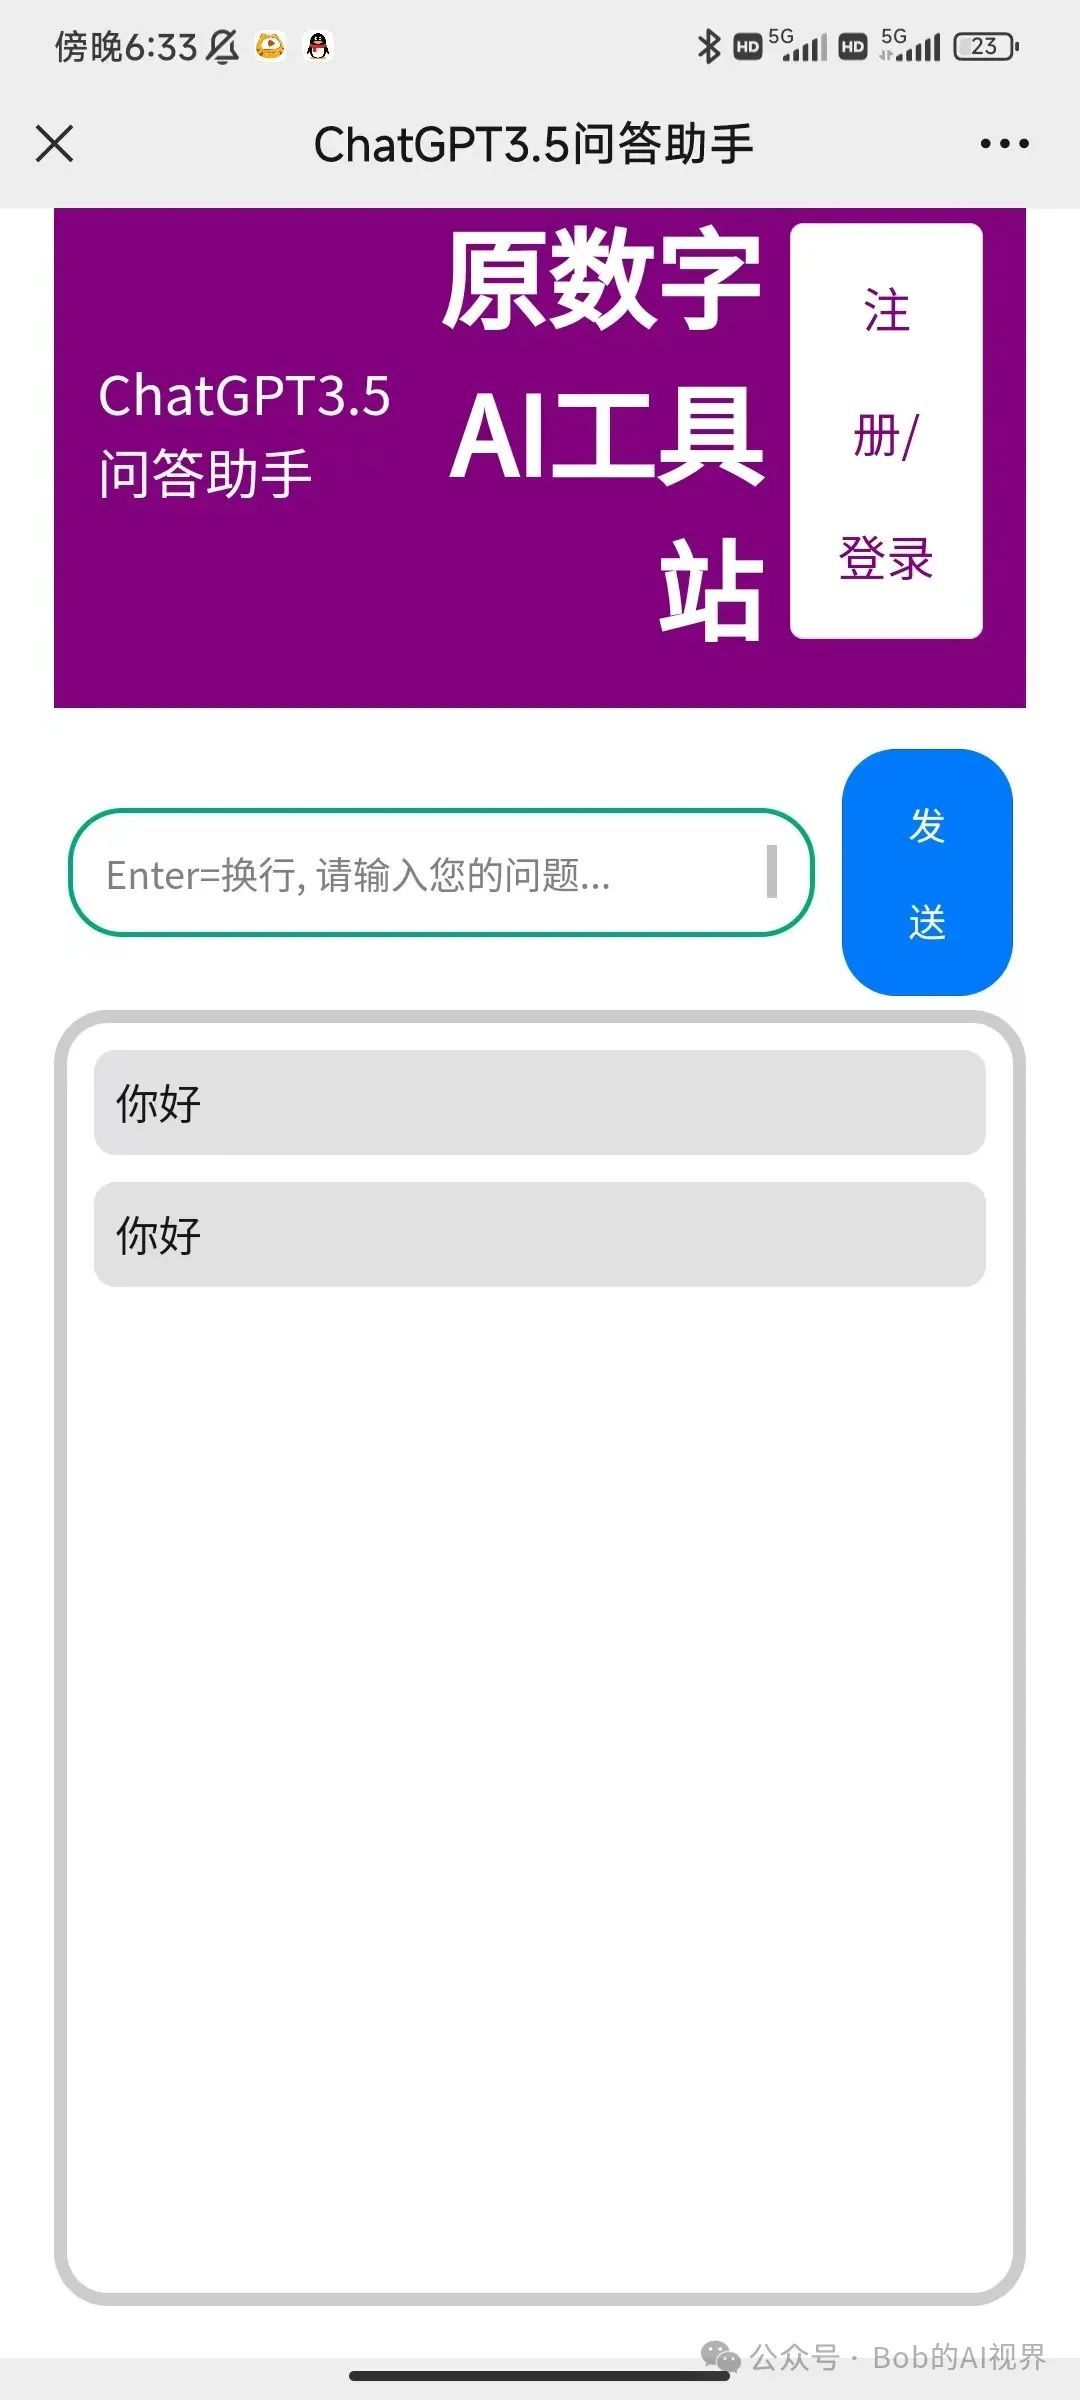 傍晚6:33
HD 5G HD 5G 23
ChatGPT3.5问答助手
ChatGPT3.5
问答助手
原数字
AI工具
站
注
册/
登录
Enter=换行, 请输入您的问题...
发
送
你好
你好
公众号 · Bob的AI视界